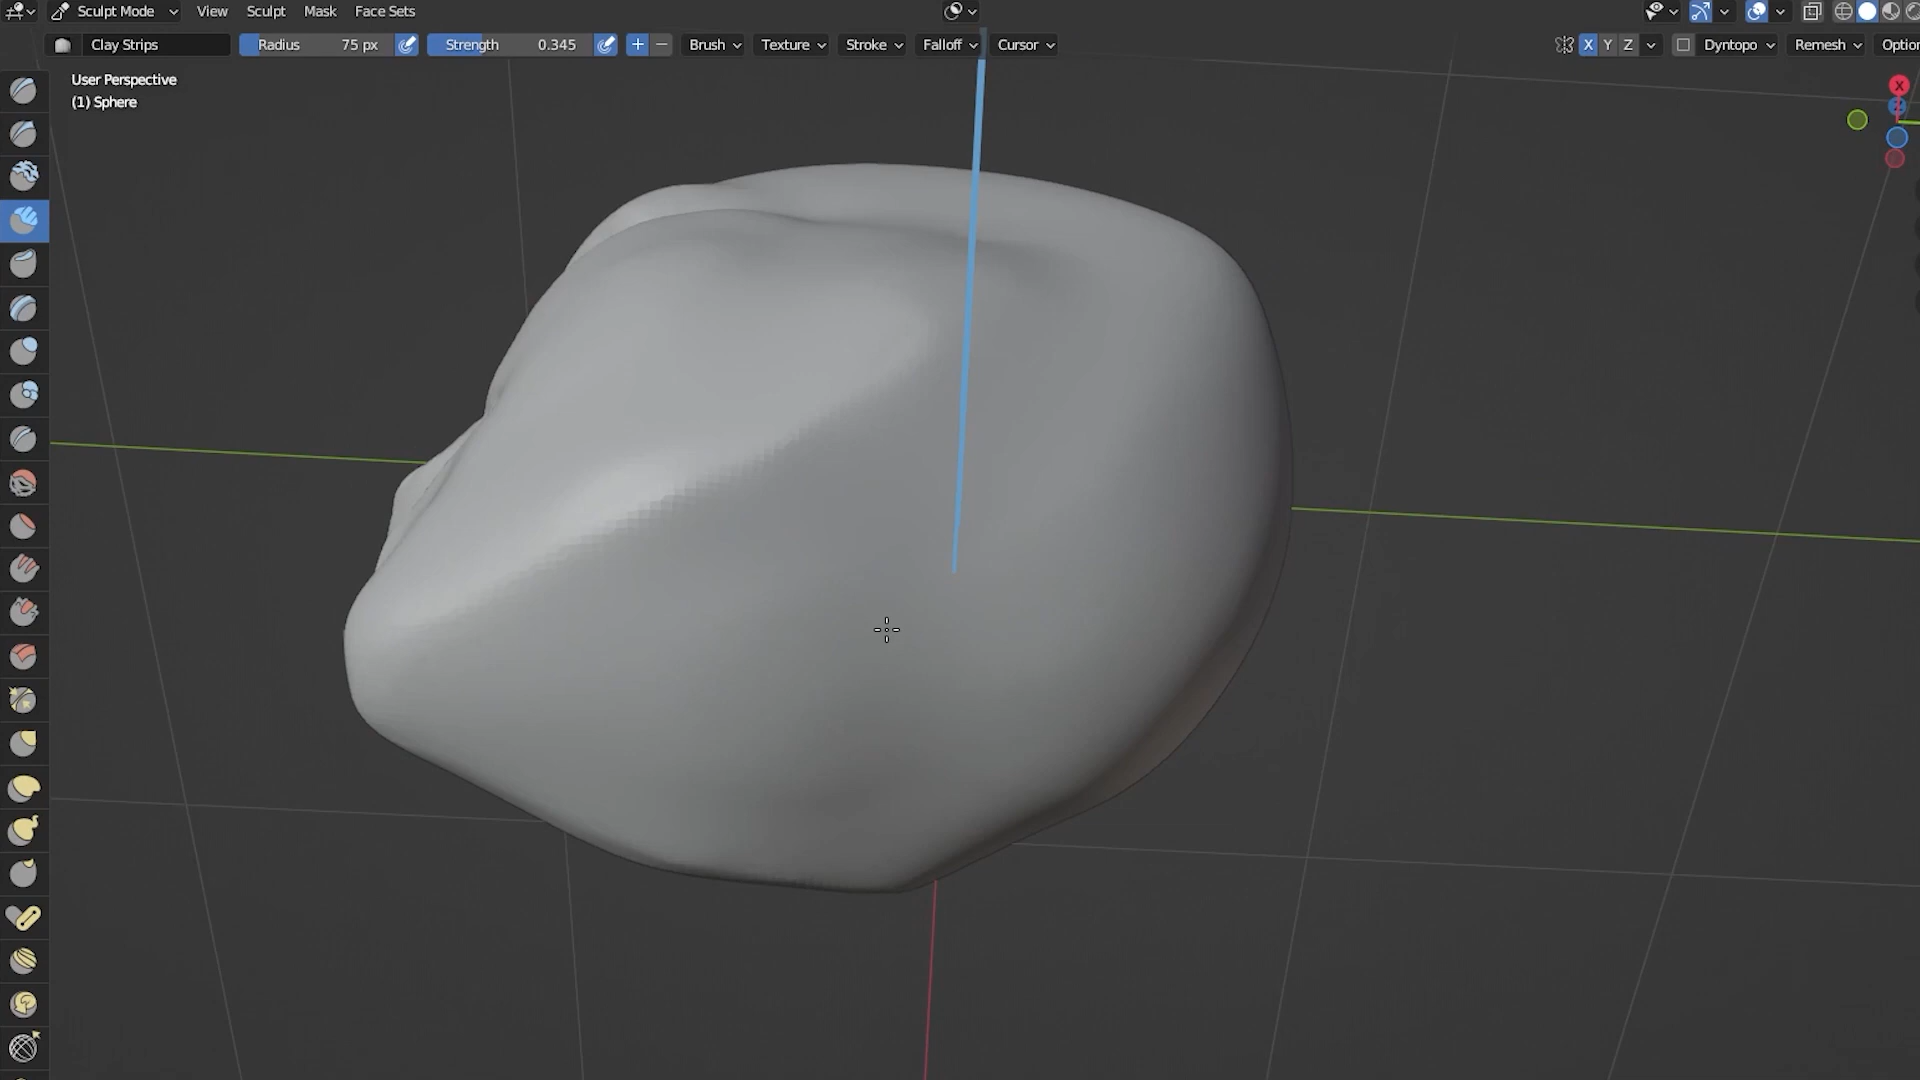 Sculpt Mode View Sculpt Mask Face Sets
Clay Strips Radius 75 px Strength 0.345 Brush Texture Stroke Falloff Cursor X Y Z Dyntopo Remesh Optior
User Perspective
(1) Sphere
X
Z